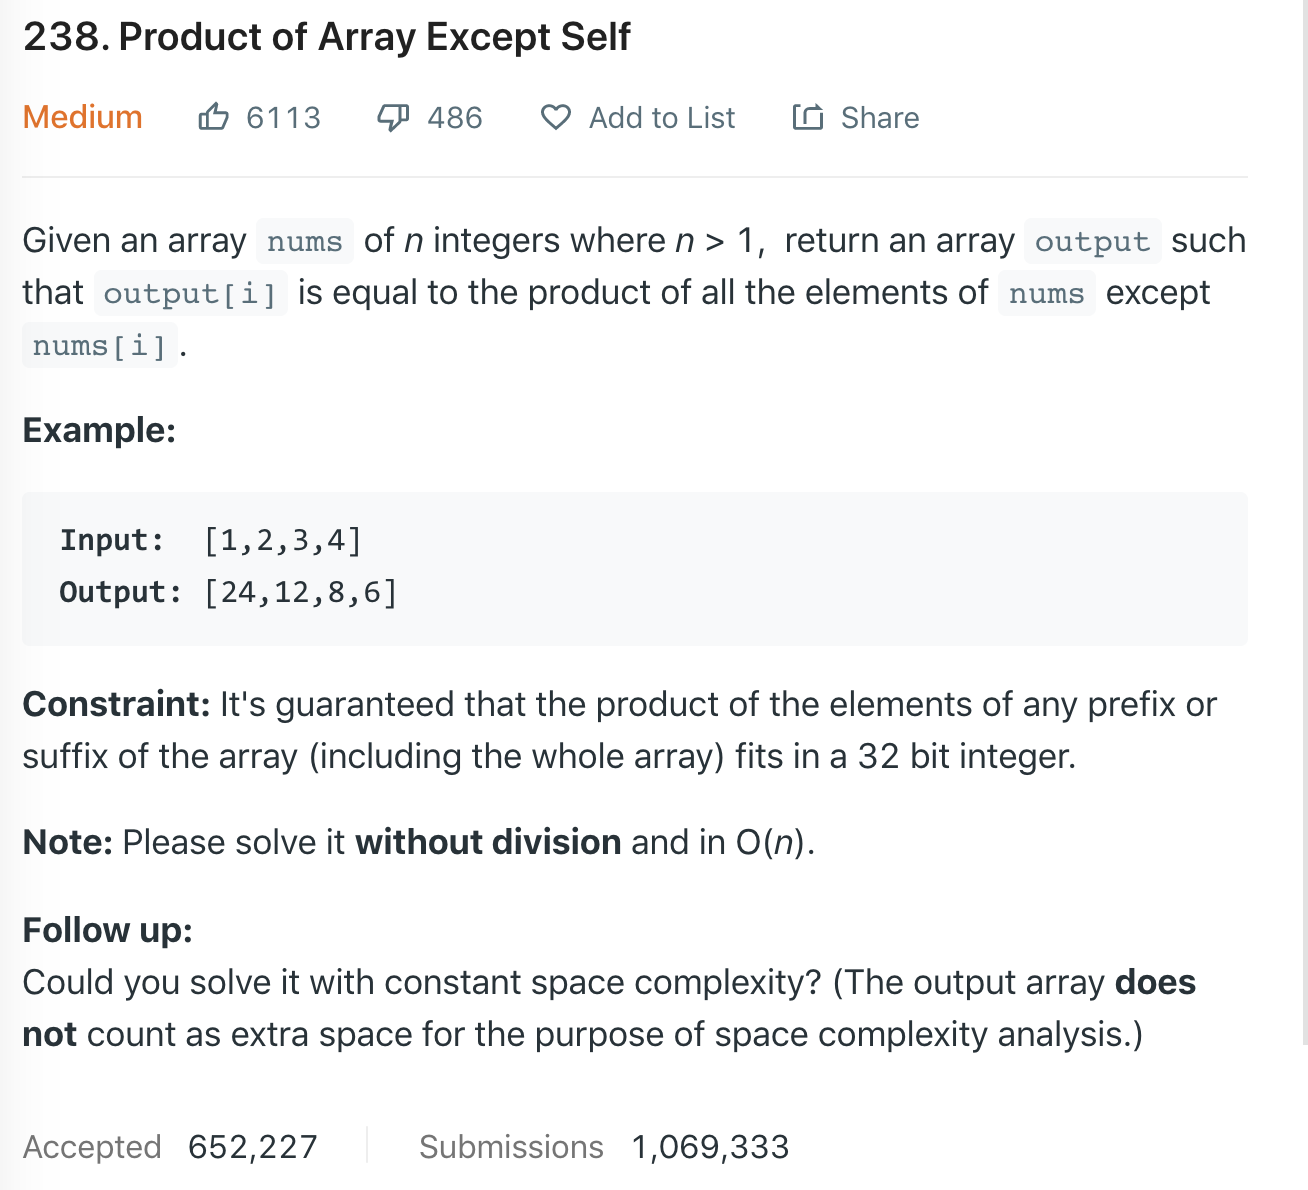 238. Product of Array Except Self
Medium 6113 486 Add to List Share
Given an array nums of n integers where n > 1,  return an array output such
that output[i] is equal to the product of all the elements of nums except
nums[i] .
Example:
Input:  [1,2,3,4]
Output: [24,12,8,6]
Constraint: It's guaranteed that the product of the elements of any prefix or
suffix of the array (including the whole array) fits in a 32 bit integer.
Note: Please solve it without division and in O(n).
Follow up:
Could you solve it with constant space complexity? (The output array does
not count as extra space for the purpose of space complexity analysis.)
Accepted 652,227 Submissions 1,069,333